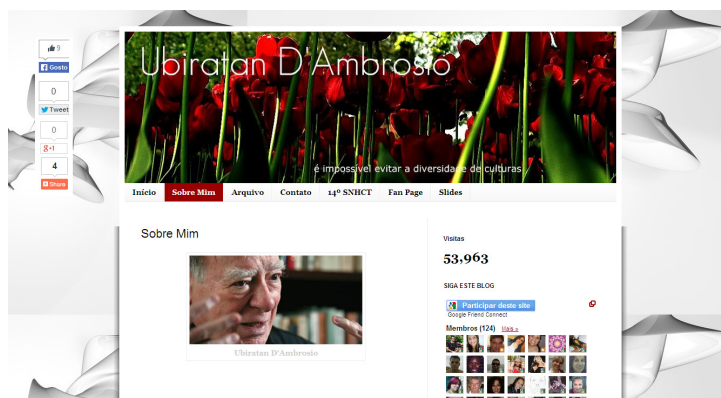 9
Gosto
0
Tweet
0
g+1
4
Share
Ubiratan D'Ambrosio
é impossível evitar a diversidade de culturas
Início Sobre Mim Arquivo Contato 14º SNHCT Fan Page Slides
Sobre Mim
Ubiratan D'Ambrosio
Visitas
53,963
SIGA ESTE BLOG
Participar deste site
Google Friend Connect
Membros (124) Mais »